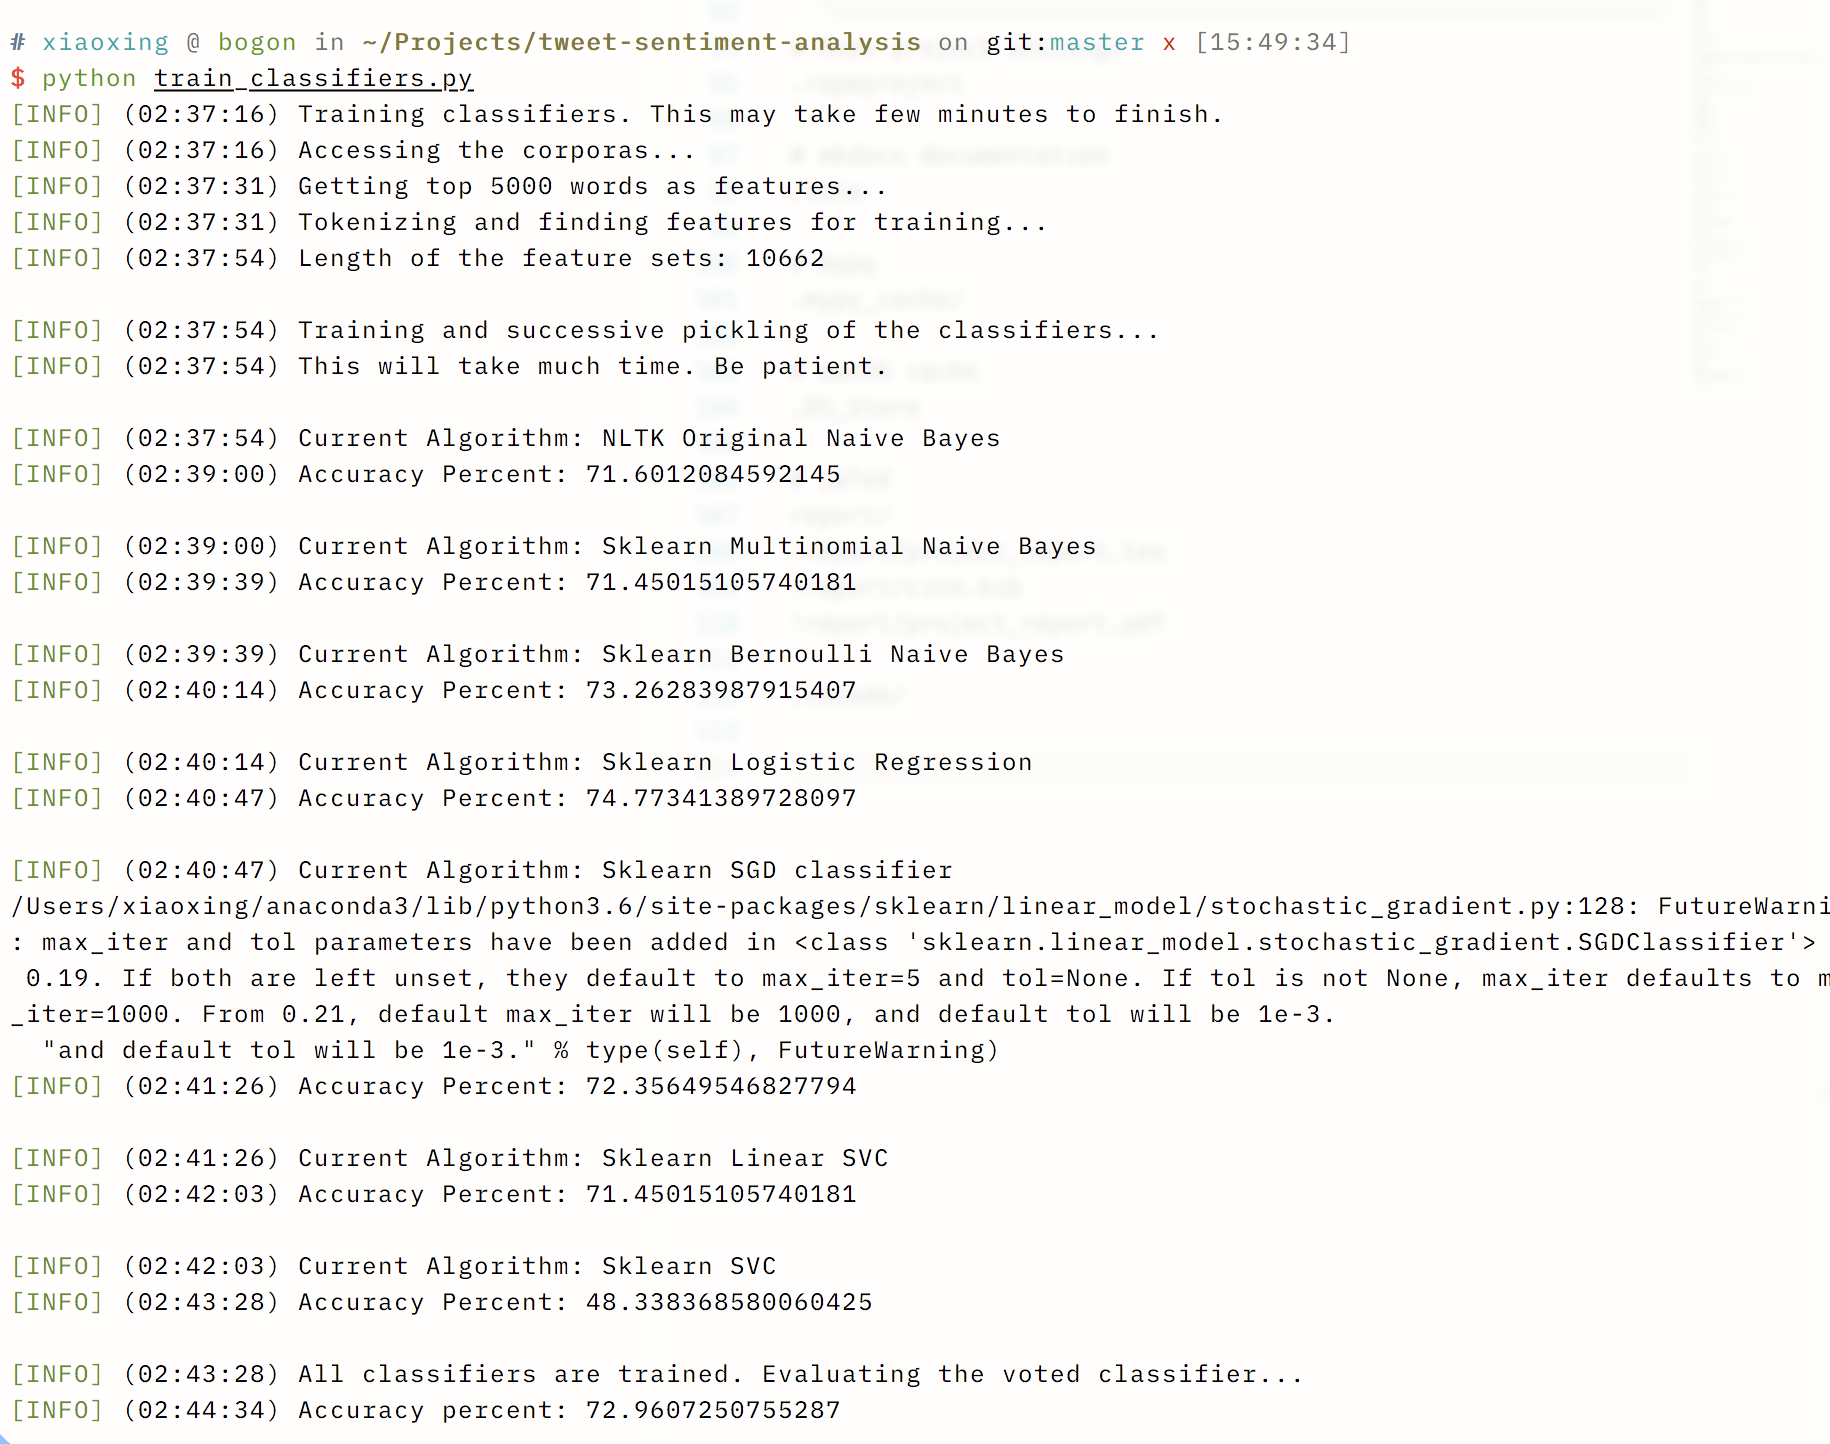 # xiaoxing @ bogon in ~/Projects/tweet-sentiment-analysis on git:master x [15:49:34]
$ python train_classifiers.py
[INFO] (02:37:16) Training classifiers. This may take few minutes to finish.
[INFO] (02:37:16) Accessing the corporas...
[INFO] (02:37:31) Getting top 5000 words as features...
[INFO] (02:37:31) Tokenizing and finding features for training...
[INFO] (02:37:54) Length of the feature sets: 10662
[INFO] (02:37:54) Training and successive pickling of the classifiers...
[INFO] (02:37:54) This will take much time. Be patient.
[INFO] (02:37:54) Current Algorithm: NLTK Original Naive Bayes
[INFO] (02:39:00) Accuracy Percent: 71.6012084592145
[INFO] (02:39:00) Current Algorithm: Sklearn Multinomial Naive Bayes
[INFO] (02:39:39) Accuracy Percent: 71.45015105740181
[INFO] (02:39:39) Current Algorithm: Sklearn Bernoulli Naive Bayes
[INFO] (02:40:14) Accuracy Percent: 73.26283987915407
[INFO] (02:40:14) Current Algorithm: Sklearn Logistic Regression
[INFO] (02:40:47) Accuracy Percent: 74.77341389728097
[INFO] (02:40:47) Current Algorithm: Sklearn SGD classifier
/Users/xiaoxing/anaconda3/lib/python3.6/site-packages/sklearn/linear_model/stochastic_gradient.py:128: FutureWarni
: max_iter and tol parameters have been added in <class 'sklearn.linear_model.stochastic_gradient.SGDClassifier'>
0.19. If both are left unset, they default to max_iter=5 and tol=None. If tol is not None, max_iter defaults to m
_iter=1000. From 0.21, default max_iter will be 1000, and default tol will be 1e-3.
"and default tol will be 1e-3." % type(self), FutureWarning)
[INFO] (02:41:26) Accuracy Percent: 72.35649546827794
[INFO] (02:41:26) Current Algorithm: Sklearn Linear SVC
[INFO] (02:42:03) Accuracy Percent: 71.45015105740181
[INFO] (02:42:03) Current Algorithm: Sklearn SVC
[INFO] (02:43:28) Accuracy Percent: 48.338368580060425
[INFO] (02:43:28) All classifiers are trained. Evaluating the voted classifier...
[INFO] (02:44:34) Accuracy percent: 72.9607250755287